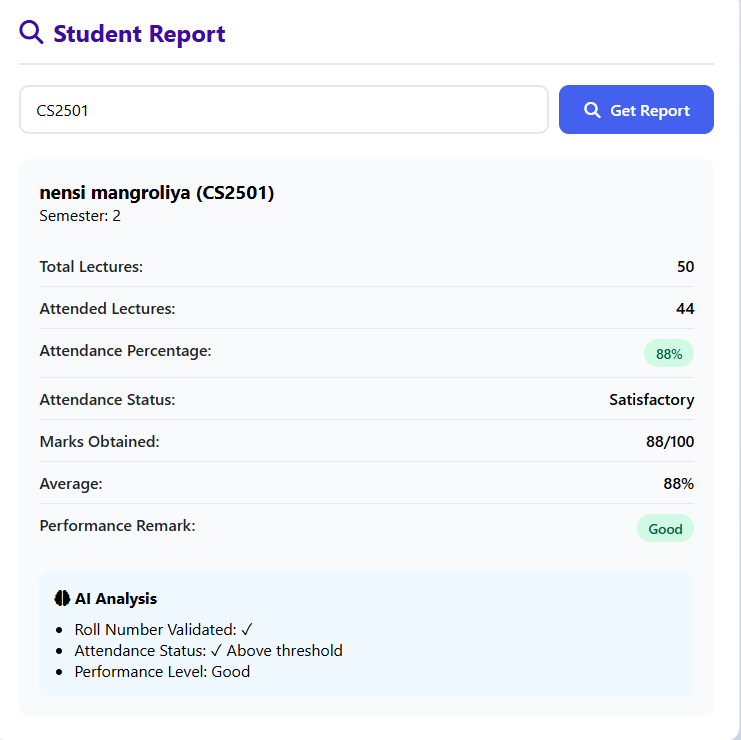 Student Report
CS2501
Get Report
nensi mangroliya (CS2501)
Semester: 2
Total Lectures: 50
Attended Lectures: 44
Attendance Percentage: 88%
Attendance Status: Satisfactory
Marks Obtained: 88/100
Average: 88%
Performance Remark: Good
AI Analysis
• Roll Number Validated: ✓
• Attendance Status: ✓ Above threshold
• Performance Level: Good